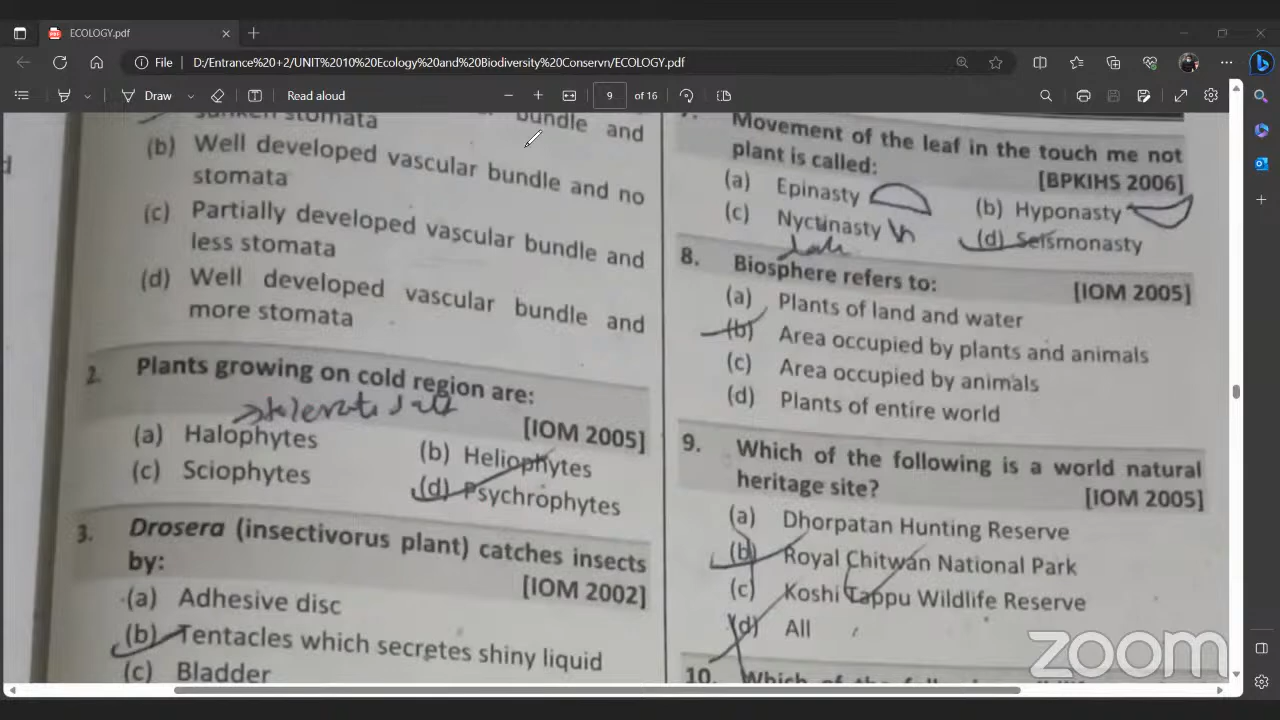 ECOLOGY.pdf
File
D:/Entrance%20+2/UNIT%2010%20Ecology%20and%20Biodiversity%20Conservn/ECOLOGY.pdf
Draw
Read aloud
9
of 16
sunken stomata
bundle and
(b) Well developed vascular bundle and no
stomata
(c) Partially developed vascular bundle and
less stomata
(d) Well developed vascular bundle and
more stomata
2. Plants growing on cold region are:
[IOM 2005]
(a) Halophytes (b) Heliophytes
(c) Sciophytes (d) Psychrophytes
3. Drosera (insectivorus plant) catches insects
by: [IOM 2002]
(a) Adhesive disc
(b) Tentacles which secretes shiny liquid
(c) Bladder
Movement of the leaf in the touch me not
plant is called: [BPKIHS 2006]
(a) Epinasty (b) Hyponasty
(c) Nyctinasty (d) Seismonasty
8. Biosphere refers to: [IOM 2005]
(a) Plants of land and water
(b) Area occupied by plants and animals
(c) Area occupied by animals
(d) Plants of entire world
9. Which of the following is a world natural
heritage site? [IOM 2005]
(a) Dhorpatan Hunting Reserve
(b) Royal Chitwan National Park
(c) Koshi Tappu Wildlife Reserve
(d) All
10.
zoom